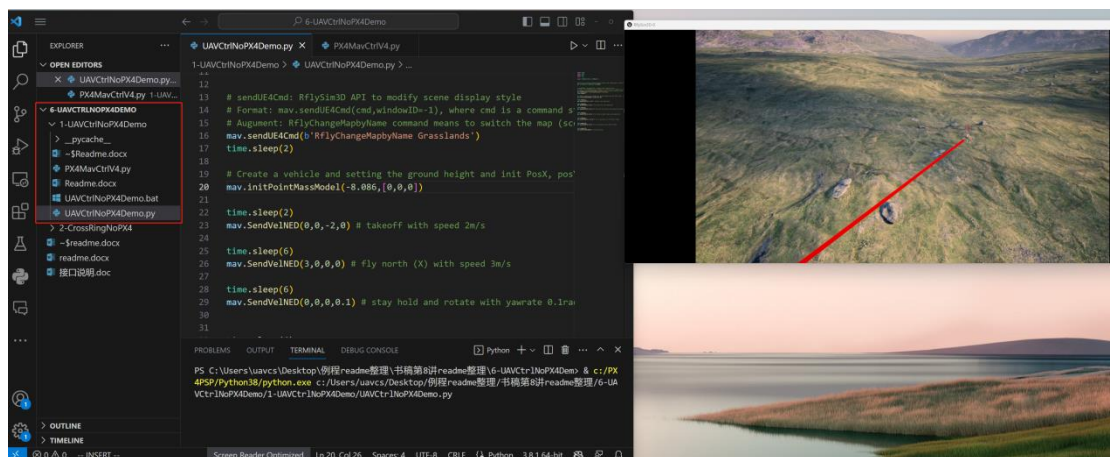 6-UAVCtrlNoPX4Demo
EXPLORER
OPEN EDITORS
UAVCtrlNoPX4Demo.py...
PX4MavCtrlV4.py 1-UAV...
6-UAVCTRLNOPX4DEMO
1-UAVCtrlNoPX4Demo
__pycache__
~$Readme.docx
PX4MavCtrlV4.py
Readme.docx
UAVCtrlNoPX4Demo.bat
UAVCtrlNoPX4Demo.py
2-CrossRingNoPX4
~$readme.docx
readme.docx
接口说明.doc
OUTLINE
TIMELINE
UAVCtrlNoPX4Demo.py
PX4MavCtrlV4.py
1-UAVCtrlNoPX4Demo > UAVCtrlNoPX4Demo.py > ...
12
13 # sendUE4Cmd: RflySim3D API to modify scene display style
14 # Format: mav.sendUE4Cmd(cmd,windowID=-1), where cmd is a command s
15 # Augument: RflyChangeMapbyName command means to switch the map (sc
16 mav.sendUE4Cmd(b'RflyChangeMapbyName Grasslands')
17 time.sleep(2)
18
19 # Create a vehicle and setting the ground height and init PosX, pos
20 mav.initPointMassModel(-8.086,[0,0,0])
21
22 time.sleep(2)
23 mav.SendVelNED(0,0,-2,0) # takeoff with speed 2m/s
24
25 time.sleep(6)
26 mav.SendVelNED(3,0,0,0) # fly north (X) with speed 3m/s
27
28 time.sleep(6)
29 mav.SendVelNED(0,0,0,0.1) # stay hold and rotate with yawrate 0.1ra
30
31
PROBLEMS OUTPUT TERMINAL DEBUG CONSOLE
Python
PS C:\Users\uavcs\Desktop\例程readme整理\书稿第8讲readme整理\6-UAVCtrlNoPX4Dem> & c:/PX
4PSP/Python38/python.exe c:/Users/uavcs/Desktop/例程readme整理/书稿第8讲readme整理/6-UA
VCtrlNoPX4Demo/1-UAVCtrlNoPX4Demo/UAVCtrlNoPX4Demo.py
0 0 -- INSERT -- Screen Reader Optimized Ln 20, Col 26 Spaces: 4 UTF-8 CRLF Python 3.8.1 64-bit